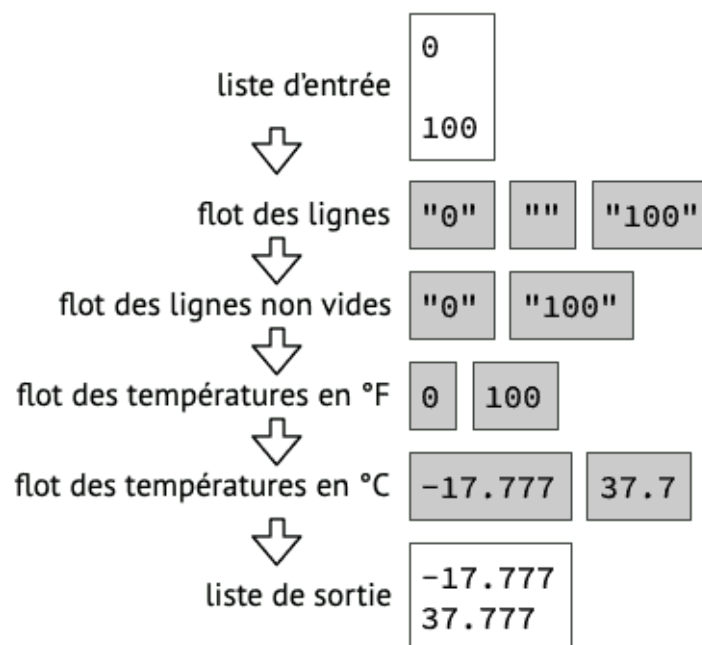 0
liste d'entrée
100
flot des lignes "0" "" "100"
flot des lignes non vides "0" "100"
flot des températures en °F 0 100
flot des températures en °C -17.777 37.7
liste de sortie -17.777
37.777